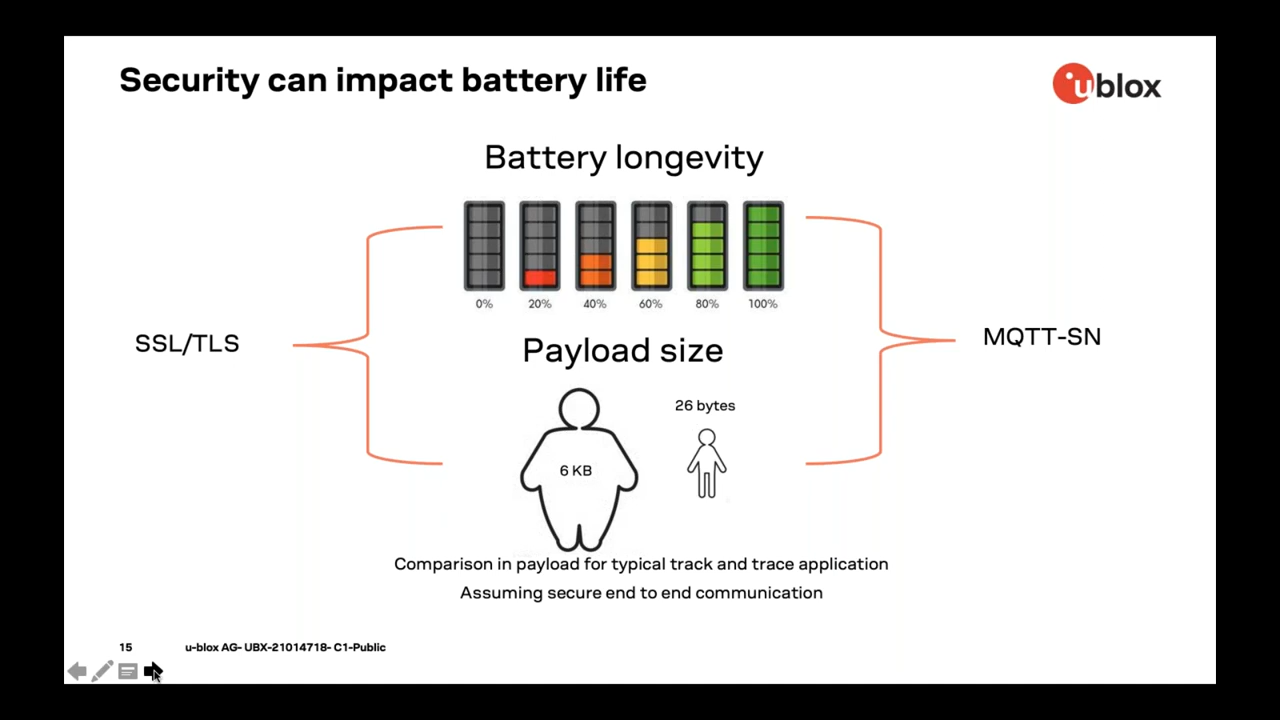 Security can impact battery life
ublox
Battery longevity
0% 20% 40% 60% 80% 100%
SSL/TLS
MQTT-SN
Payload size
26 bytes
6 KB
Comparison in payload for typical track and trace application
Assuming secure end to end communication
15 u-blox AG- UBX-21014718- C1-Public